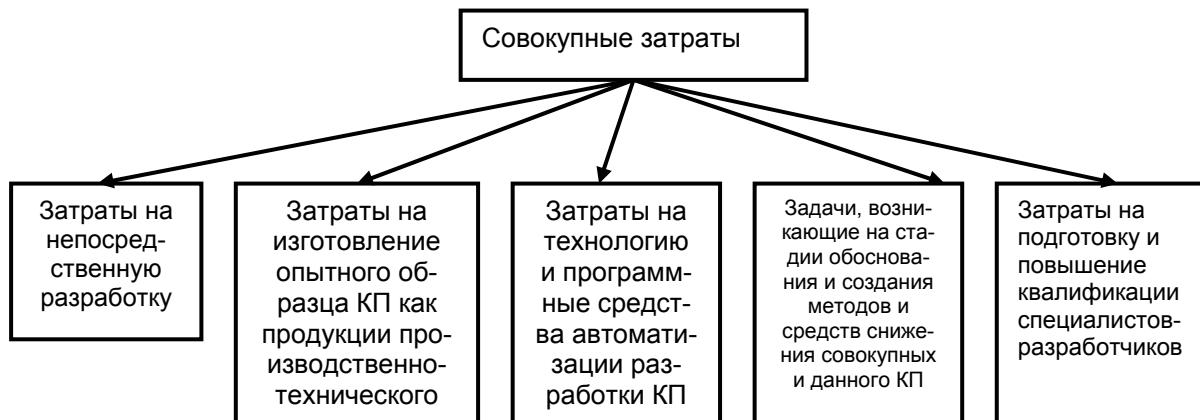 Совокупные затраты
Затраты на
непосред-
ственную
разработку
Затраты на
изготовление
опытного об-
разца КП как
продукции про-
изводственно-
технического
Затраты на
технологию
и программ-
ные средст-
ва автомати-
зации раз-
работки КП
Задачи, возни-
кающие на ста-
дии обоснова-
ния и создания
методов и
средств сниже-
ния совокупных
и данного КП
Затраты на
подготовку и
повышение
квалификации
специалистов-
разработчиков